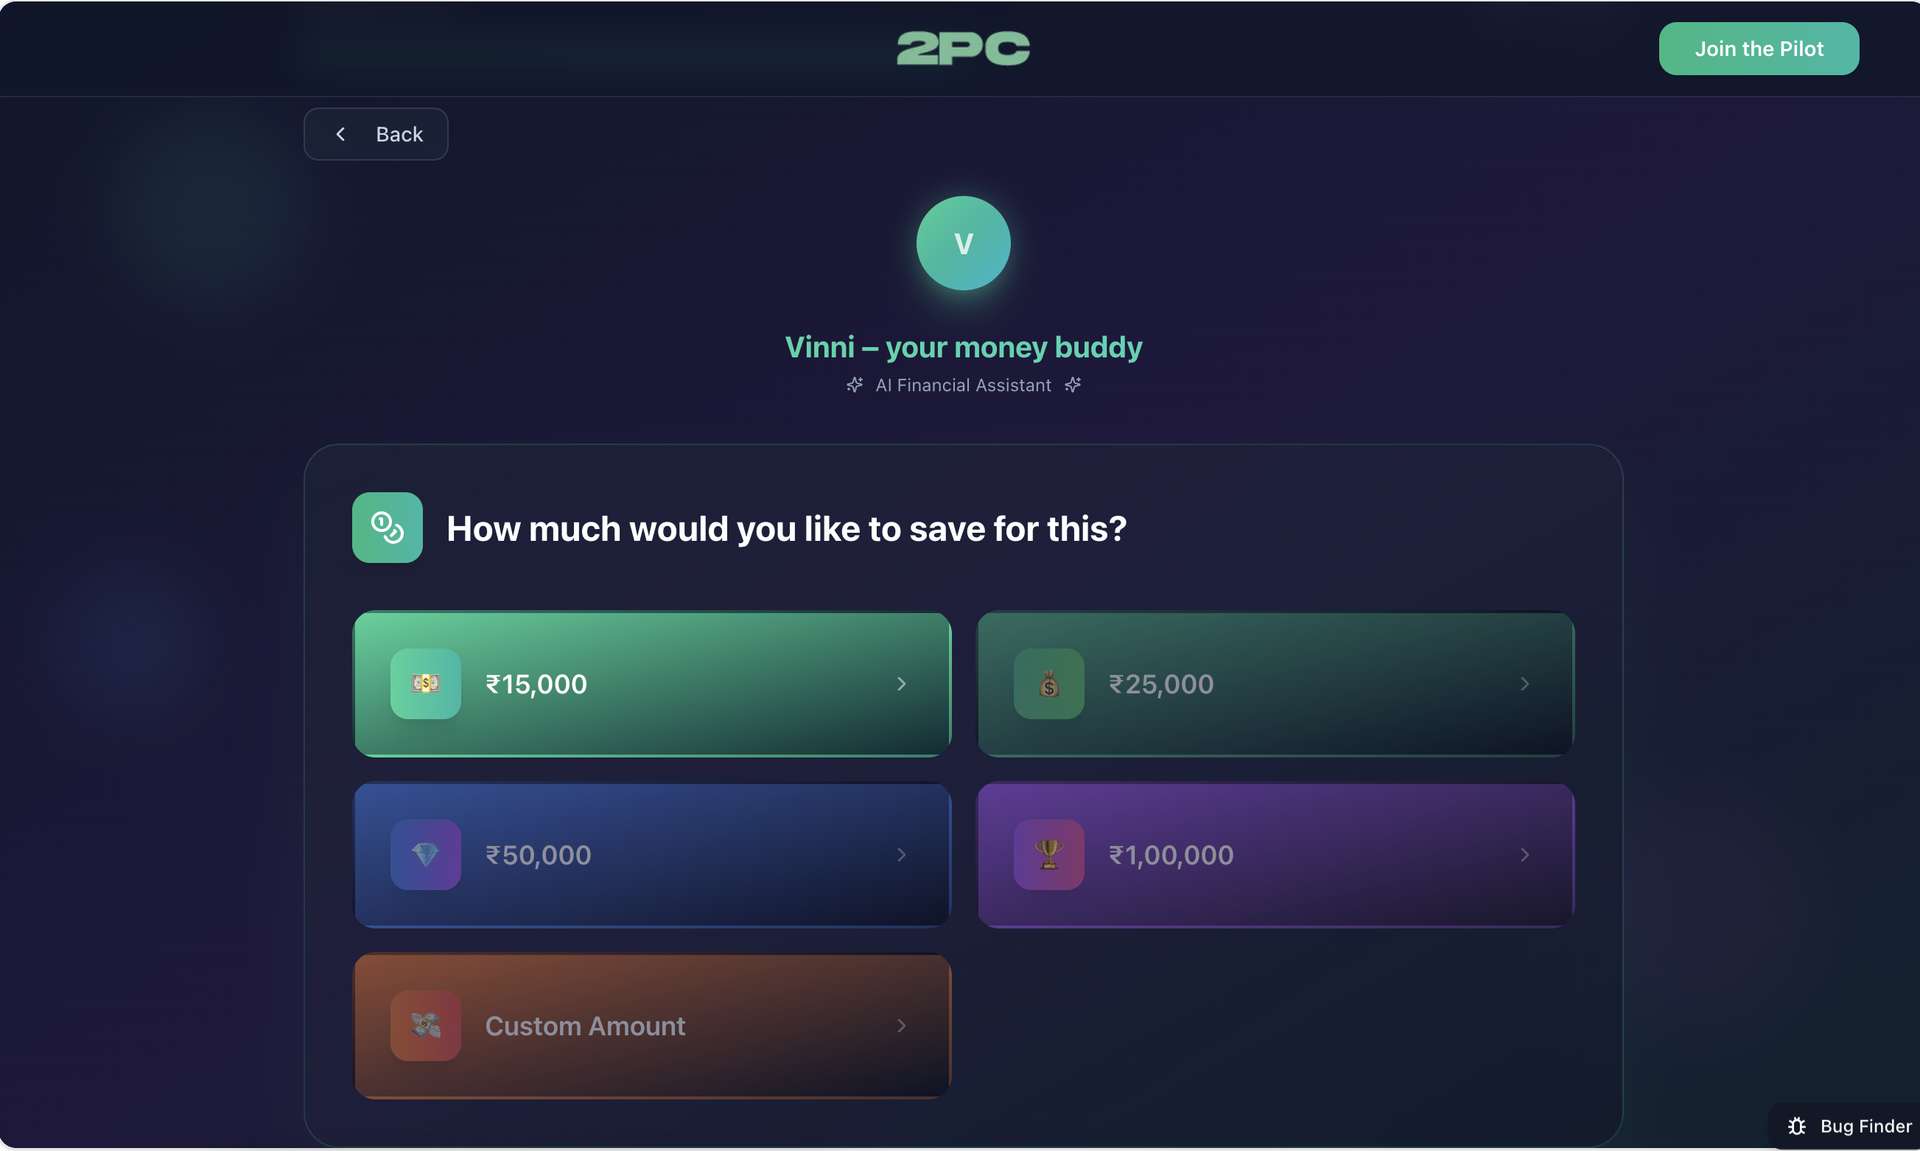 2PC
Join the Pilot
Back
V
Vinni – your money buddy
AI Financial Assistant
How much would you like to save for this?
₹15,000
₹25,000
₹50,000
₹1,00,000
Custom Amount
Bug Finder